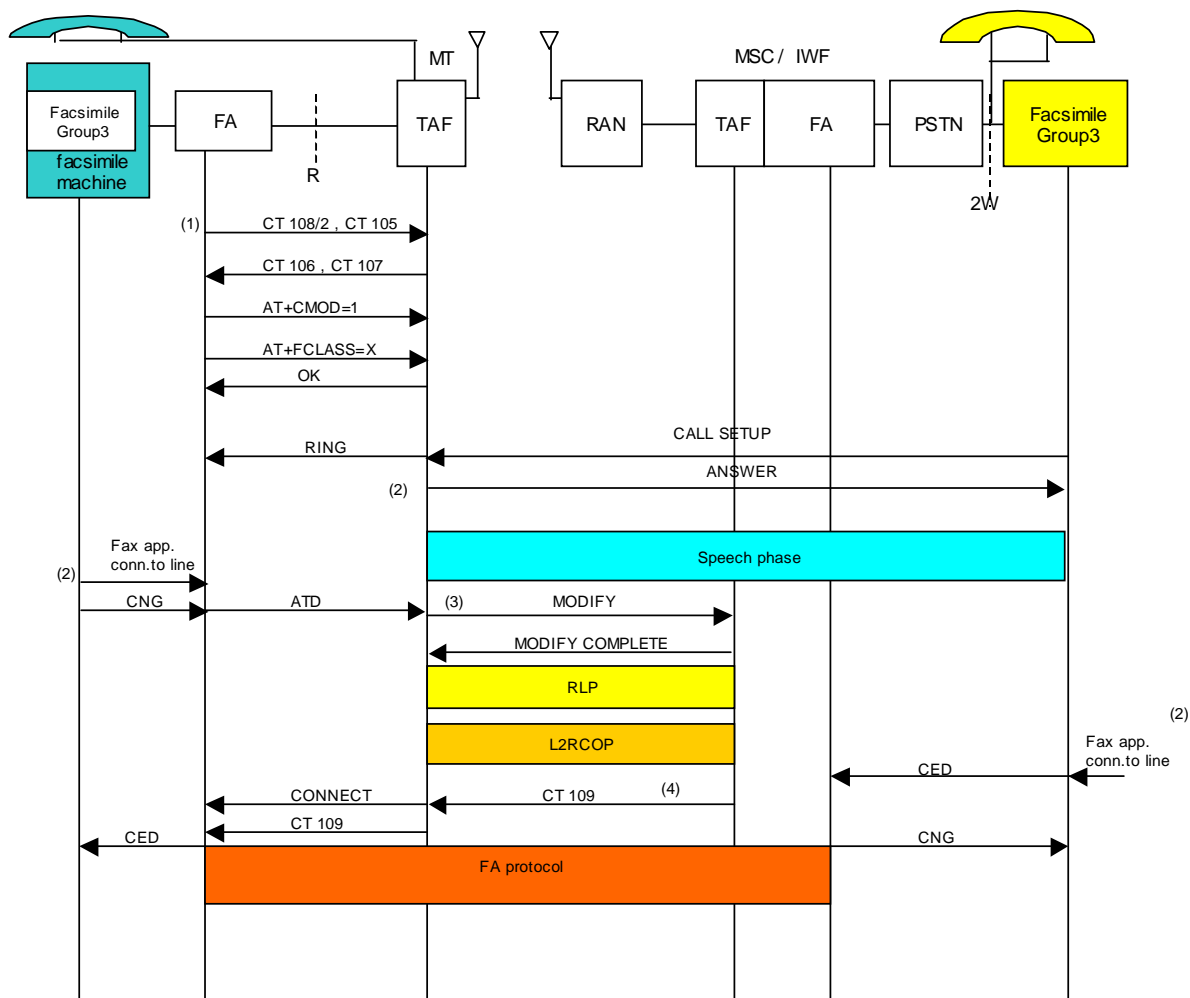 MT
MSC / IWF
Facsimile
Group3
facsimile
machine
FA
R
TAF
RAN
TAF
FA
PSTN
2W
Facsimile
Group3
(1)
CT 108/2 , CT 105
CT 106 , CT 107
AT+CMOD=1
AT+FCLASS=X
OK
CALL SETUP
RING
ANSWER
(2)
Speech phase
Fax app.
conn.to line
(2)
CNG
ATD
(3)
MODIFY
MODIFY COMPLETE
RLP
L2RCOP
(2)
Fax app.
conn.to line
CED
CONNECT
CT 109
(4)
CT 109
CED
CNG
FA protocol